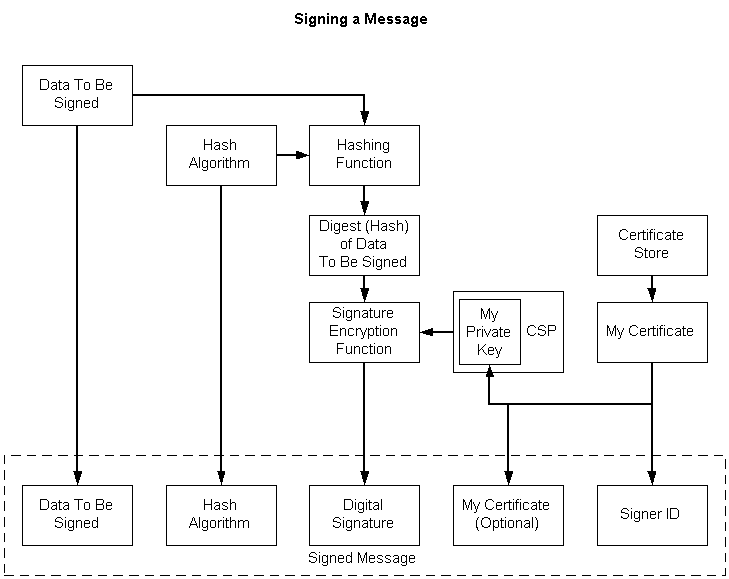 Signing a Message
Data To Be
Signed
Hash
Algorithm
Hashing
Function
Digest (Hash)
of Data
To Be Signed
Certificate
Store
Signature
Encryption
Function
My
Private
Key
CSP
My Certificate
Data To Be
Signed
Hash
Algorithm
Digital
Signature
My Certificate
(Optional)
Signer ID
Signed Message